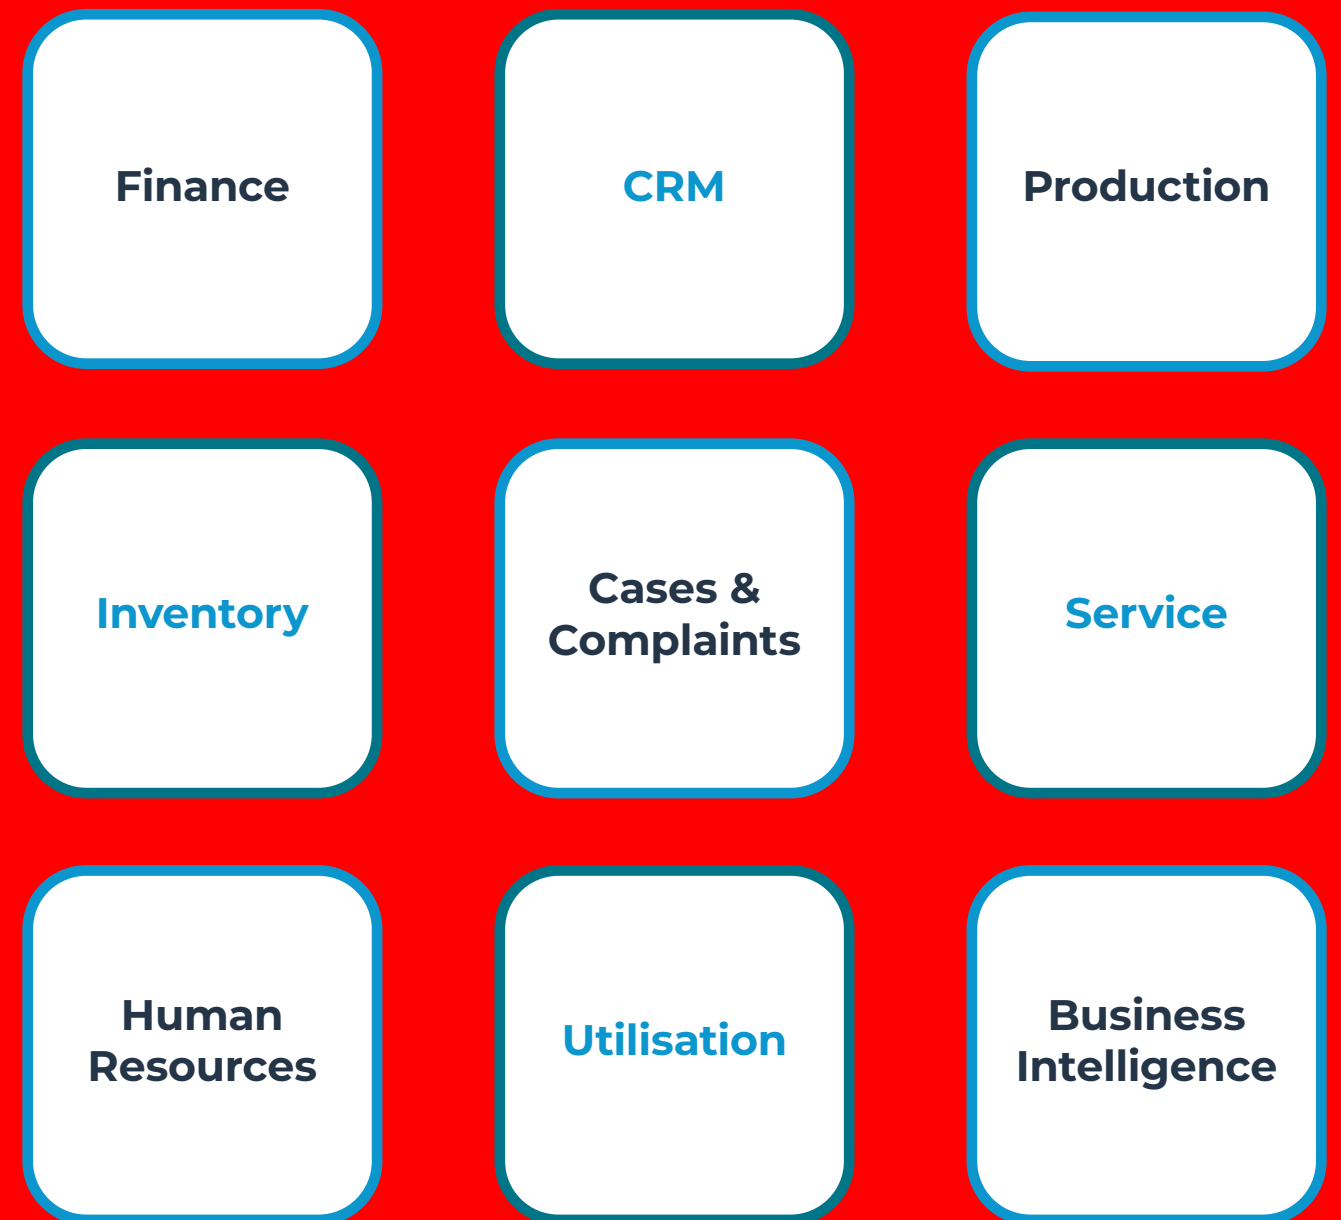 Finance
CRM
Production
Inventory
Cases &
Complaints
Service
Human
Resources
Utilisation
Business
Intelligence